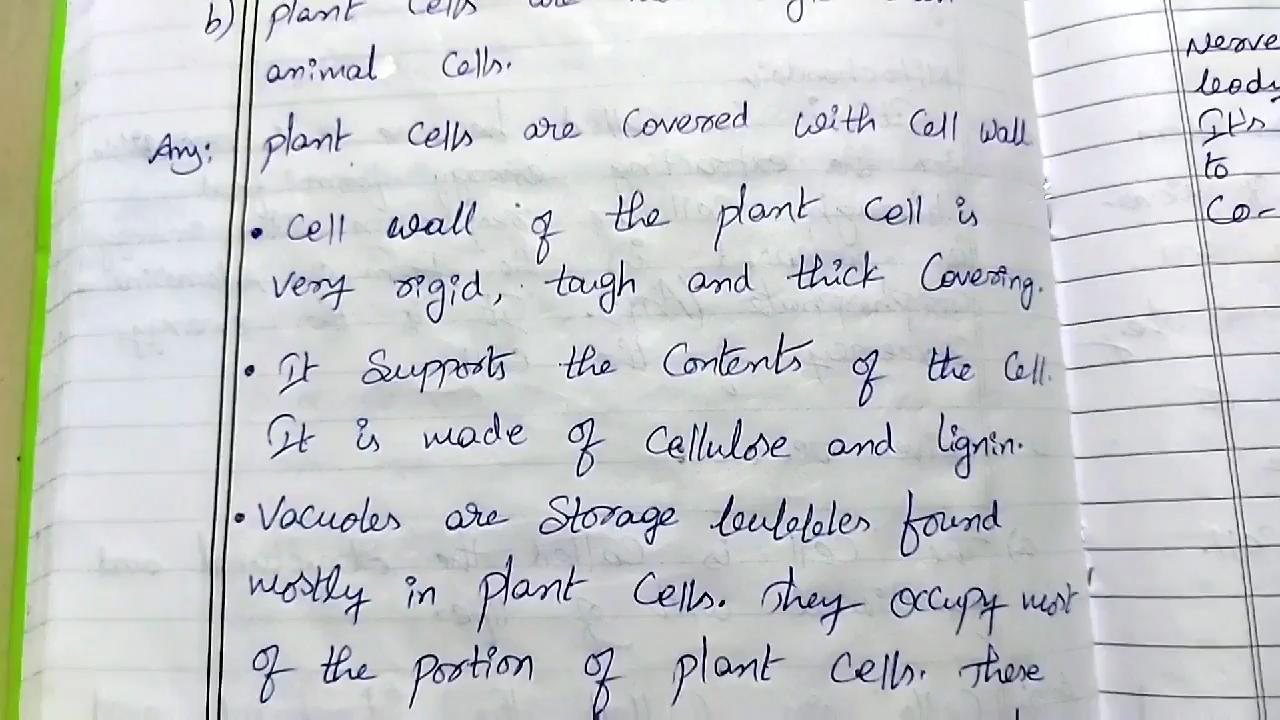 b) plant cells are
animal cells.
Ans: plant cells are covered with cell wall
• cell wall of the plant cell is
very rigid, tough and thick covering.
• It supports the contents of the cell.
It is made of cellulose and lignin.
• Vacuoles are storage found
mostly in plant cells. They occupy most
of the portion of plant cells. These
Nerve
It's
to
Co-